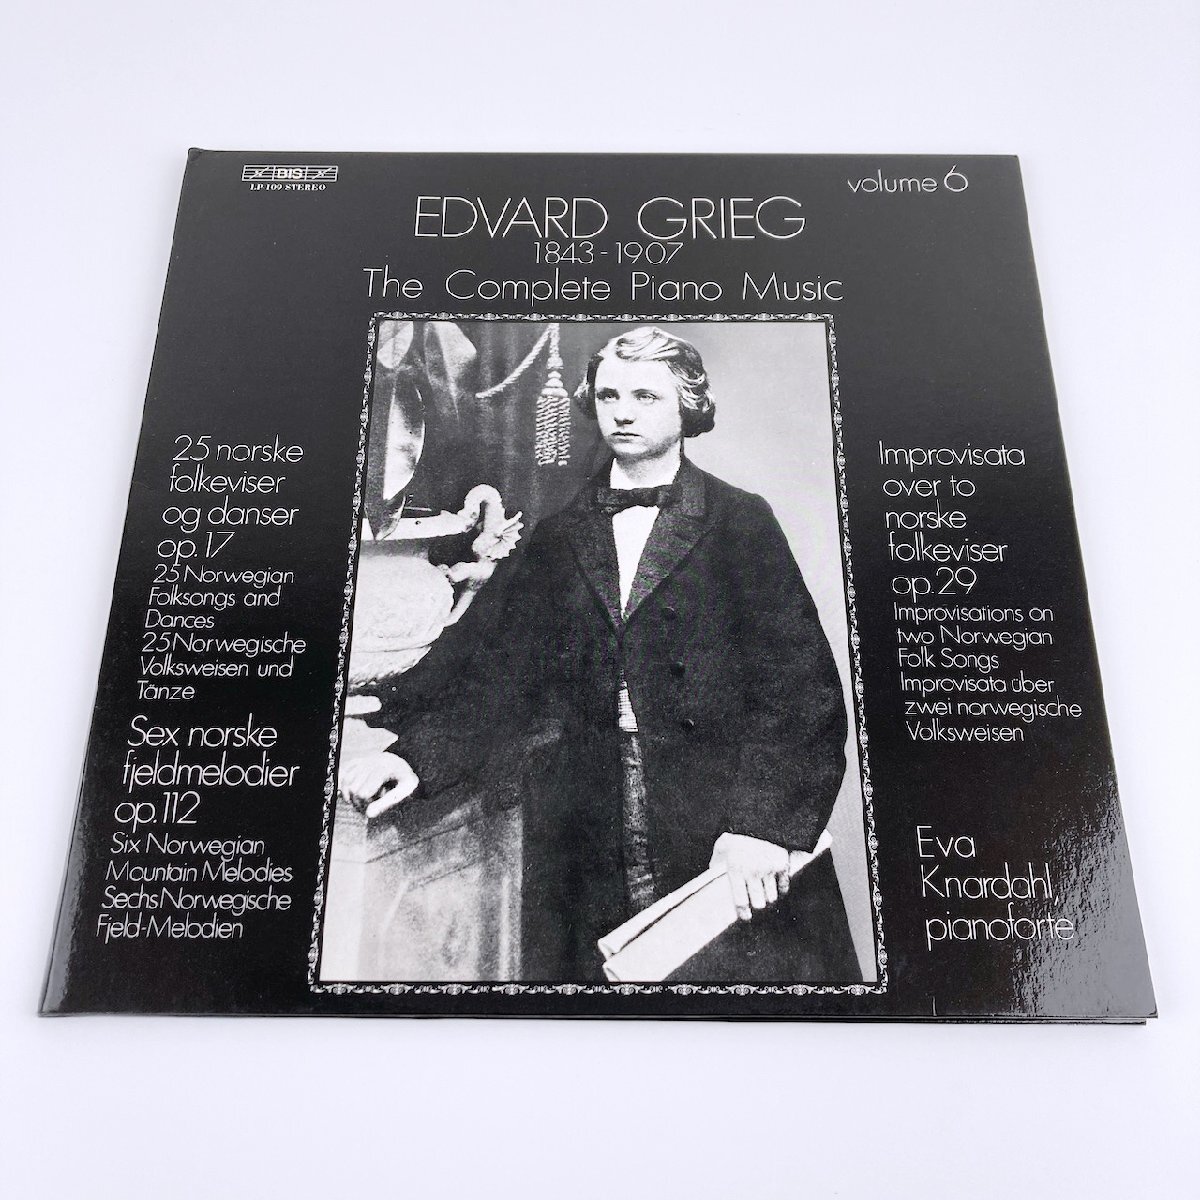 BIS
LP 109 STEREO
volume 6
EDVARD GRIEG
1843-1907
The Complete Piano Music
25 norske
folkeviser
og danser
op. 17
25 Norwegian
Folksongs and
Dances
25 Norwegische
Volksweisen und
Tänze
Sex norske
fjeldmelodier
op. 112
Six Norwegian
Mountain Melodies
Sechs Norwegische
Fjeld-Melodien
Improvisata
over to
norske
folkeviser
op. 29
Improvisations on
two Norwegian
Folk Songs
Improvisata über
zwei norwegische
Volksweisen
Eva
Knardahl,
pianoforte